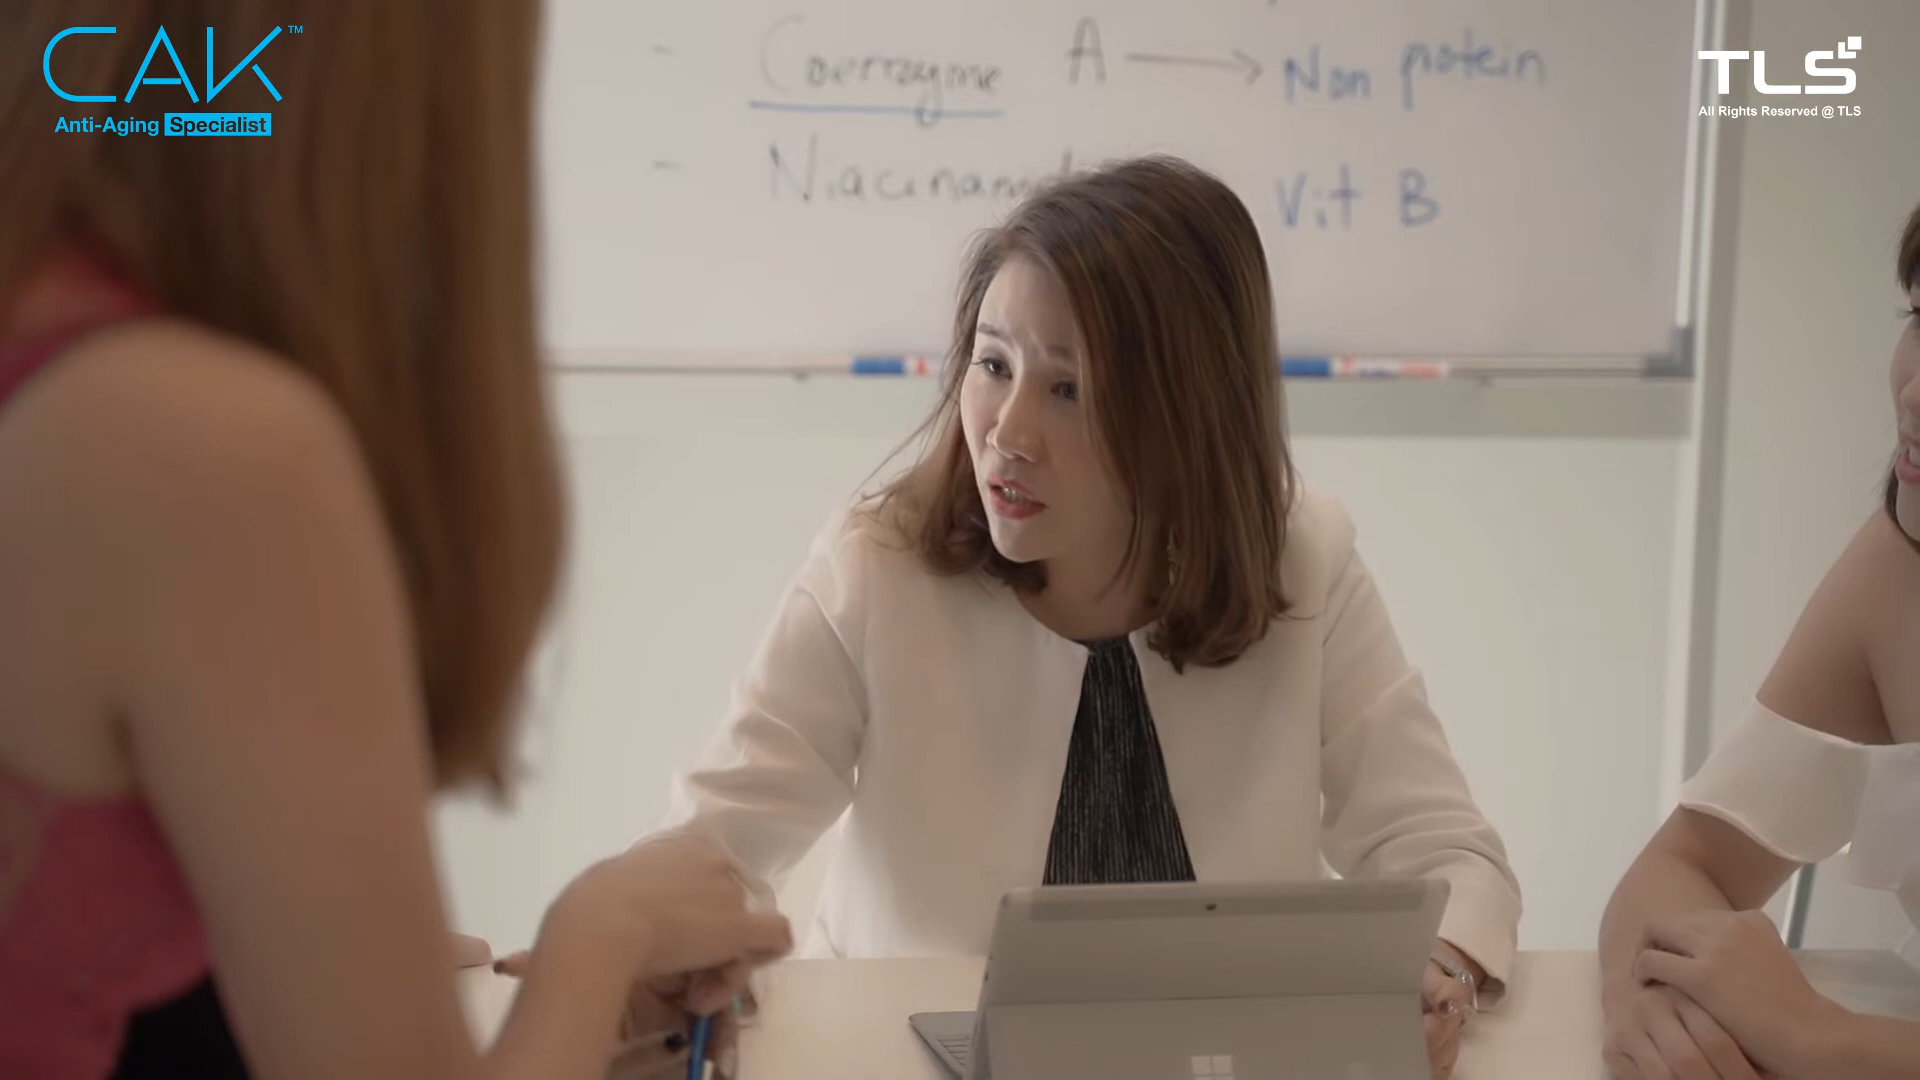 CAK™
Anti-Aging Specialist
TLS
All Rights Reserved @ TLS
- Coenzyme A → Non protein
- Vit B